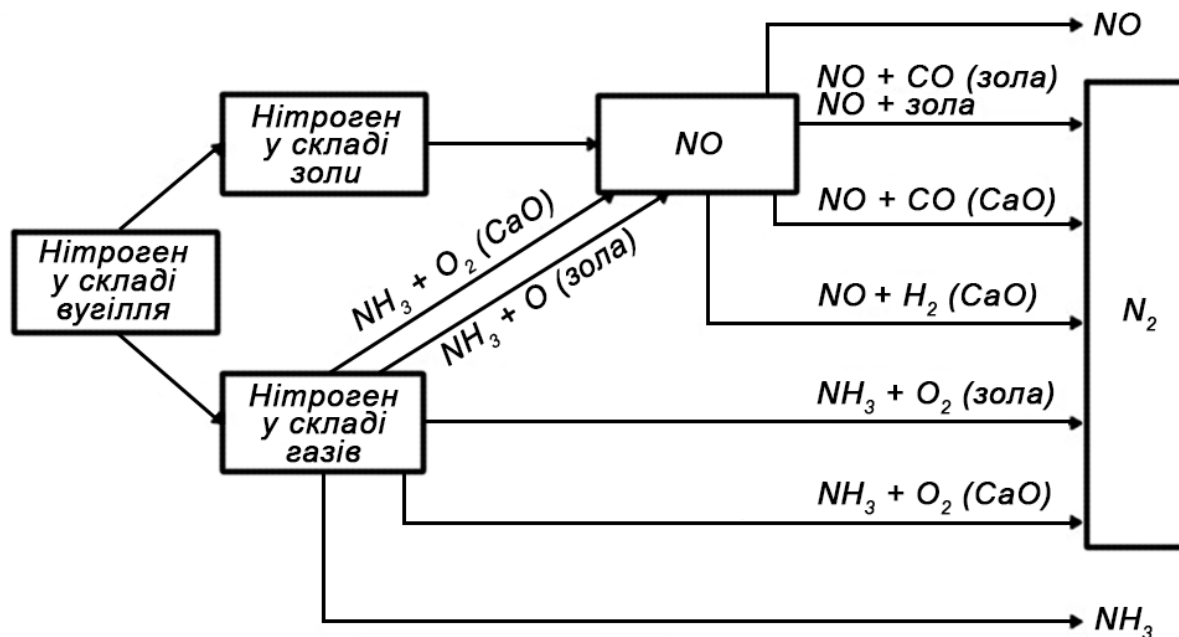 NO
NO + CO (зола)
NO + зола
Нітроген
у складі
золи
NO
NO + CO (CaO)
Нітроген
у складі
вугілля
NH₃ + O₂ (CaO)
NH₃ + O (зола)
NO + H₂ (CaO)
N₂
Нітроген
у складі
газів
NH₃ + O₂ (зола)
NH₃ + O₂ (CaO)
NH₃